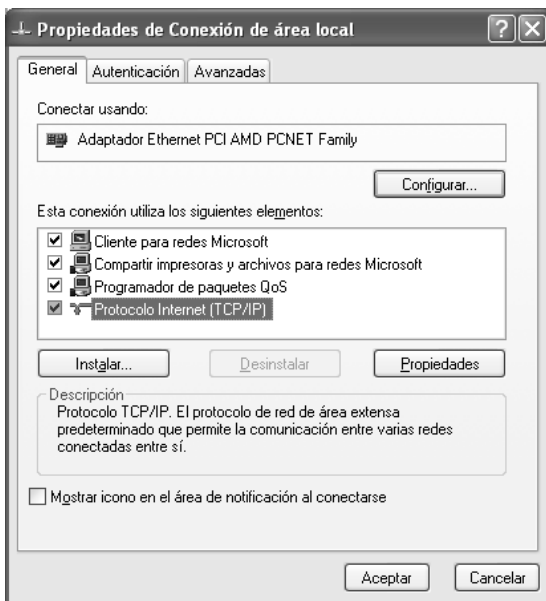 Propiedades de Conexión de área local
General Autenticación Avanzadas
Conectar usando:
Adaptador Ethernet PCI AMD PCNET Family
Configurar...
Esta conexión utiliza los siguientes elementos:
Cliente para redes Microsoft
Compartir impresoras y archivos para redes Microsoft
Programador de paquetes QoS
Protocolo Internet (TCP/IP)
Instalar... Desinstalar Propiedades
Descripción
Protocolo TCP/IP. El protocolo de red de área extensa
predeterminado que permite la comunicación entre varias redes
conectadas entre sí.
Mostrar icono en el área de notificación al conectarse
Aceptar Cancelar